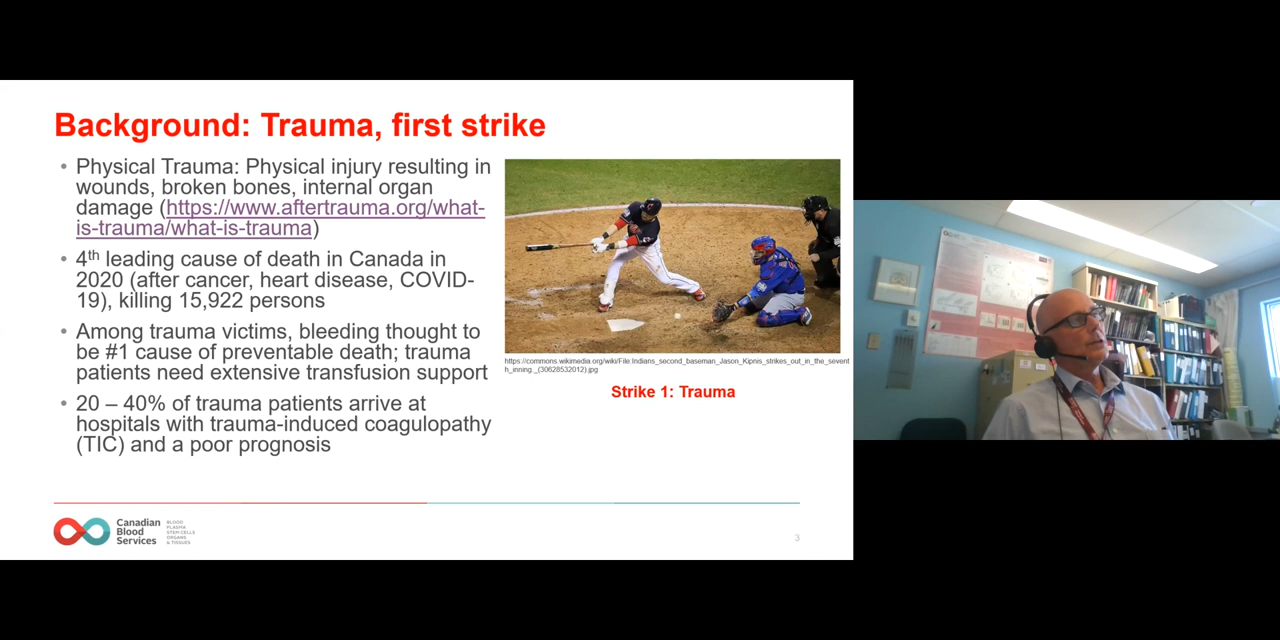 Background: Trauma, first strike
• Physical Trauma: Physical injury resulting in
wounds, broken bones, internal organ
damage (https://www.aftertrauma.org/what-
is-trauma/what-is-trauma)
• 4th leading cause of death in Canada in
2020 (after cancer, heart disease, COVID-
19), killing 15,922 persons
• Among trauma victims, bleeding thought to
be #1 cause of preventable death; trauma
patients need extensive transfusion support
• 20 – 40% of trauma patients arrive at
hospitals with trauma-induced coagulopathy
(TIC) and a poor prognosis
https://commons.wikimedia.org/wiki/File:Indians_second_baseman_Jason_Kipnis_strikes_out_in_the_sevent
h_inning._(30628532012).jpg
Strike 1: Trauma
Canadian
Blood
Services
BLOOD
PLASMA
STEM CELLS
ORGANS
& TISSUES
3